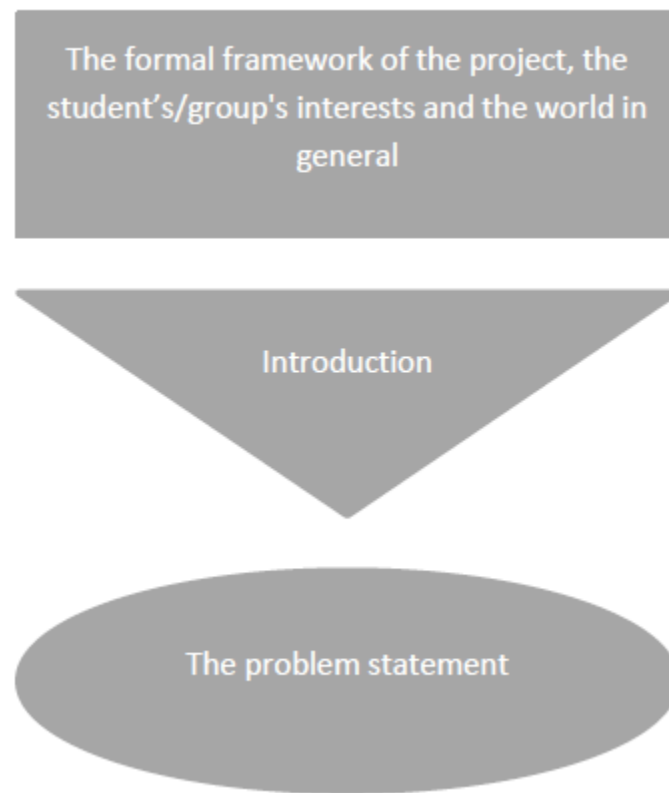 The formal framework of the project, the
student’s/group's interests and the world in
general
Introduction
The problem statement